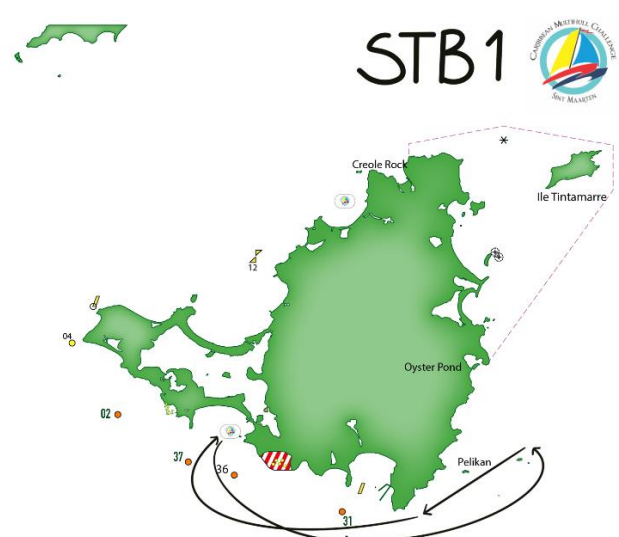 STB1
CARIBBEAN MULTIHULL CHALLENGE
SINT MAARTEN
Creole Rock
Ile Tintamarre
12
04
Oyster Pond
02
37
36
Pelikan
31